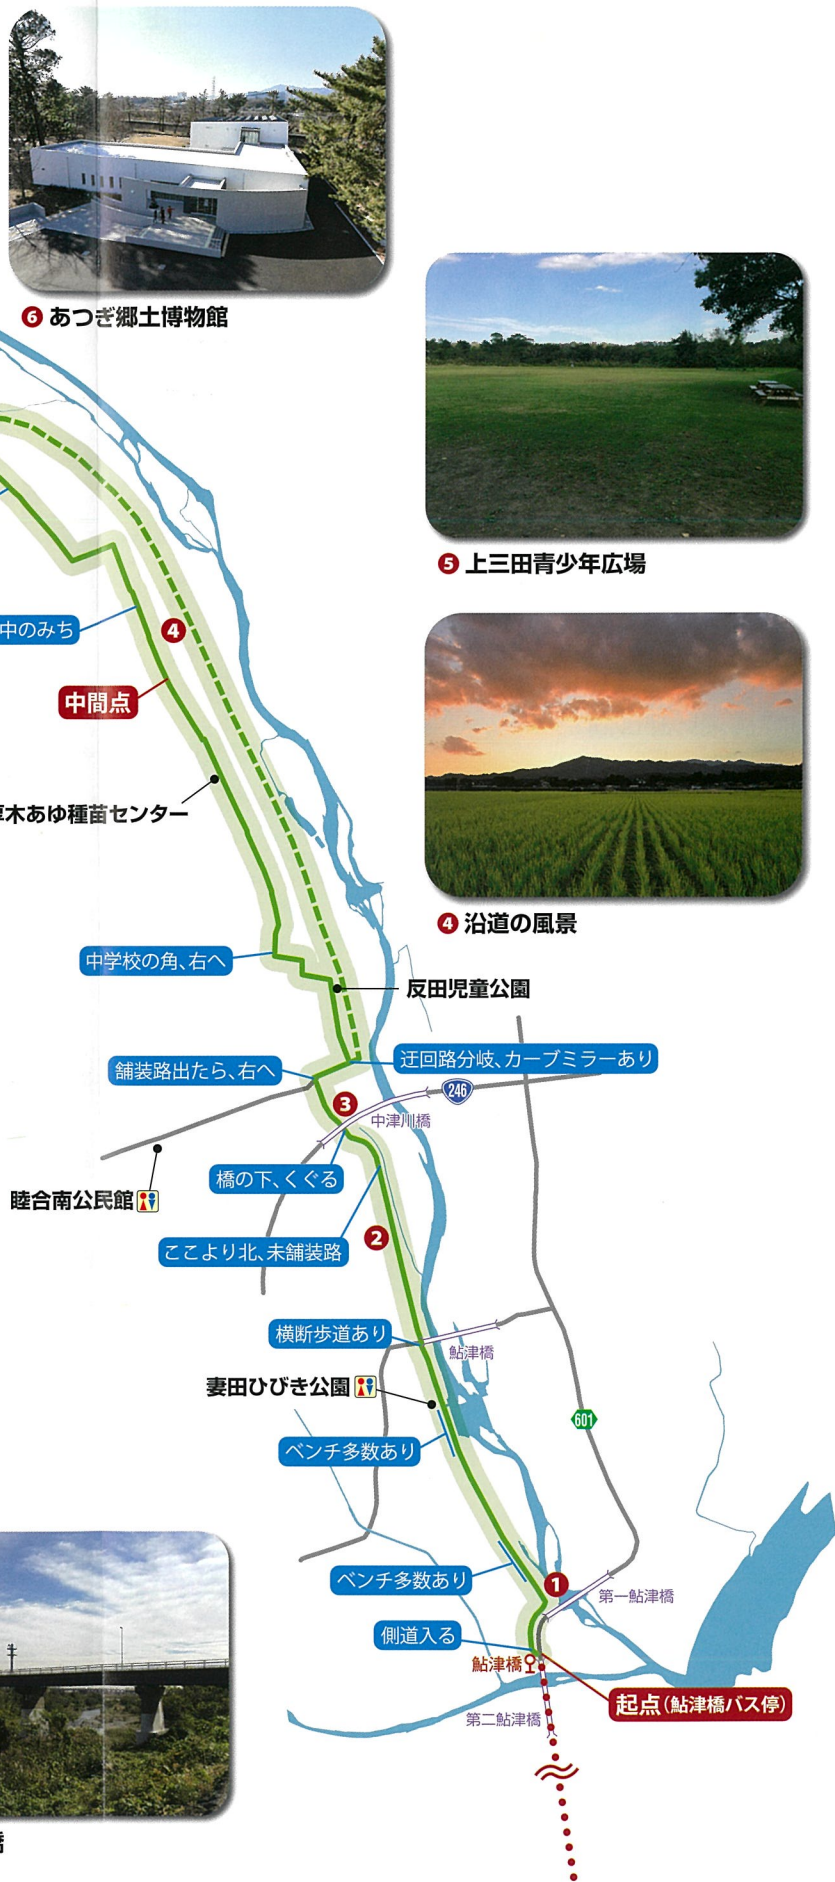 ❻ あつぎ郷土博物館
❺ 上三田青少年広場
中のみち
❹
中間点
木あゆ種苗センター
❹ 沿道の風景
中学校の角、右へ
反田児童公園
舗装路出たら、右へ
迂回路分岐、カーブミラーあり
❸
246
中津川橋
橋の下、くぐる
睦合南公民館
❷
ここより北、未舗装路
横断歩道あり
鮎津橋
妻田ひびき公園
601
ベンチ多数あり
ベンチ多数あり
❶
第一鮎津橋
側道入る
鮎津橋
起点(鮎津橋バス停)
第二鮎津橋